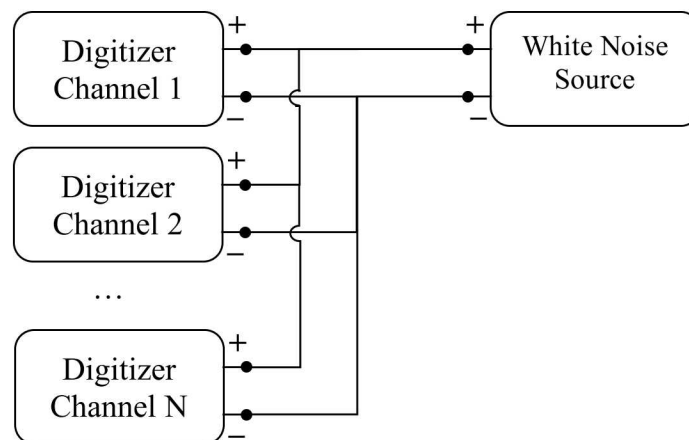 +
Digitizer
Channel 1
−
+
White Noise
Source
−
+
Digitizer
Channel 2
−
...
+
Digitizer
Channel N
−